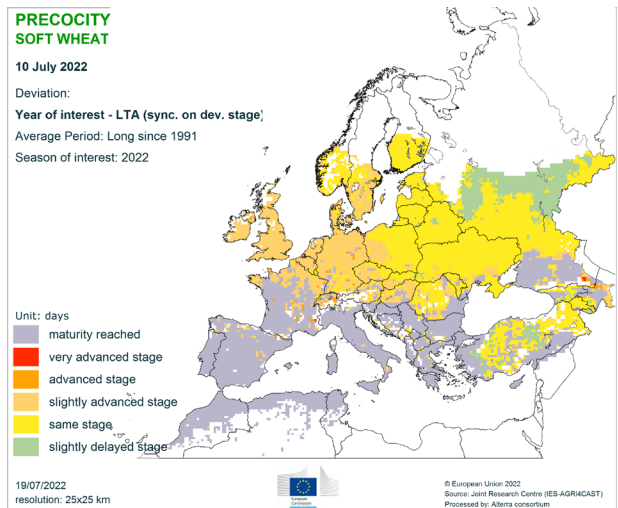 PRECOCITY
SOFT WHEAT
10 July 2022
Deviation:
Year of interest - LTA (sync. on dev. stage)
Average Period: Long since 1991
Season of interest: 2022
Unit: days
maturity reached
very advanced stage
advanced stage
slightly advanced stage
same stage
slightly delayed stage
19/07/2022
resolution: 25x25 km
European
Commission
© European Union 2022
Source: Joint Research Centre (IES-AGRI4CAST)
Processed by: Alterra consortium